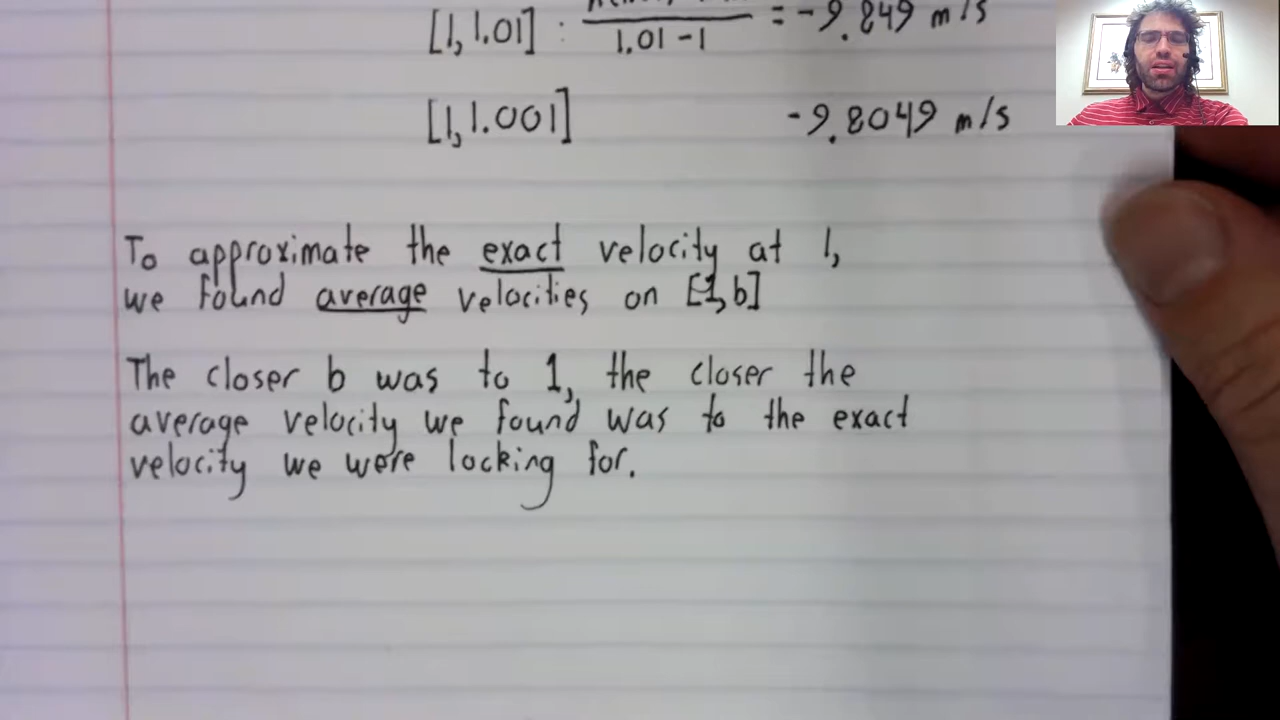 [1, 1.01] : 1.01 - 1 = -9.849 m/s
[1, 1.001] -9.8049 m/s
To approximate the exact velocity at 1,
we found average velocities on [1, b]
The closer b was to 1, the closer the
average velocity we found was to the exact
velocity we were looking for.